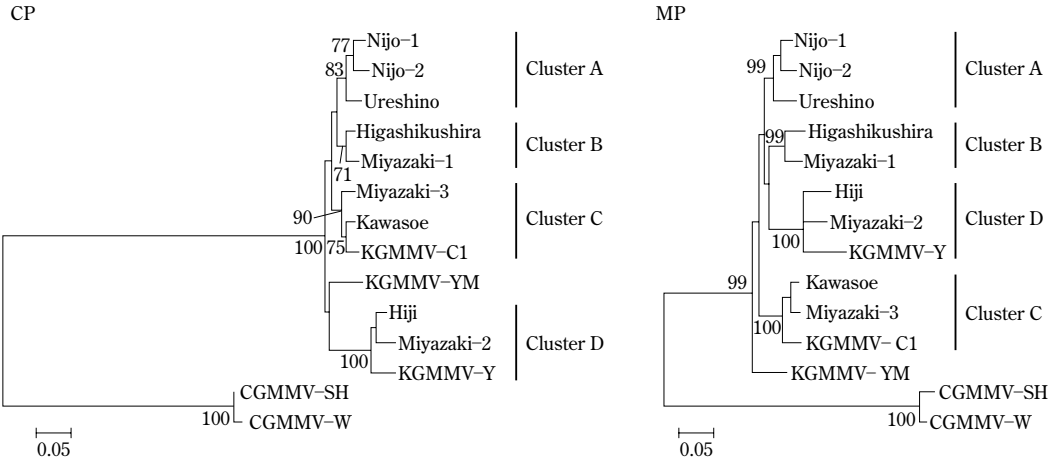 CP
77
Nijo-1
83
Nijo-2
Cluster A
Ureshino
Higashikushira
Cluster B
Miyazaki-1
71
Miyazaki-3
90
Kawasoe
Cluster C
100
75
KGMMV-C1
KGMMV-YM
Hiji
Miyazaki-2
Cluster D
100
KGMMV-Y
CGMMV-SH
100
CGMMV-W
0.05
MP
Nijo-1
99
Nijo-2
Cluster A
Ureshino
99
Higashikushira
Cluster B
Miyazaki-1
Hiji
Miyazaki-2
Cluster D
100
KGMMV-Y
99
Kawasoe
Miyazaki-3
Cluster C
100
KGMMV- C1
KGMMV- YM
CGMMV-SH
100
CGMMV-W
0.05